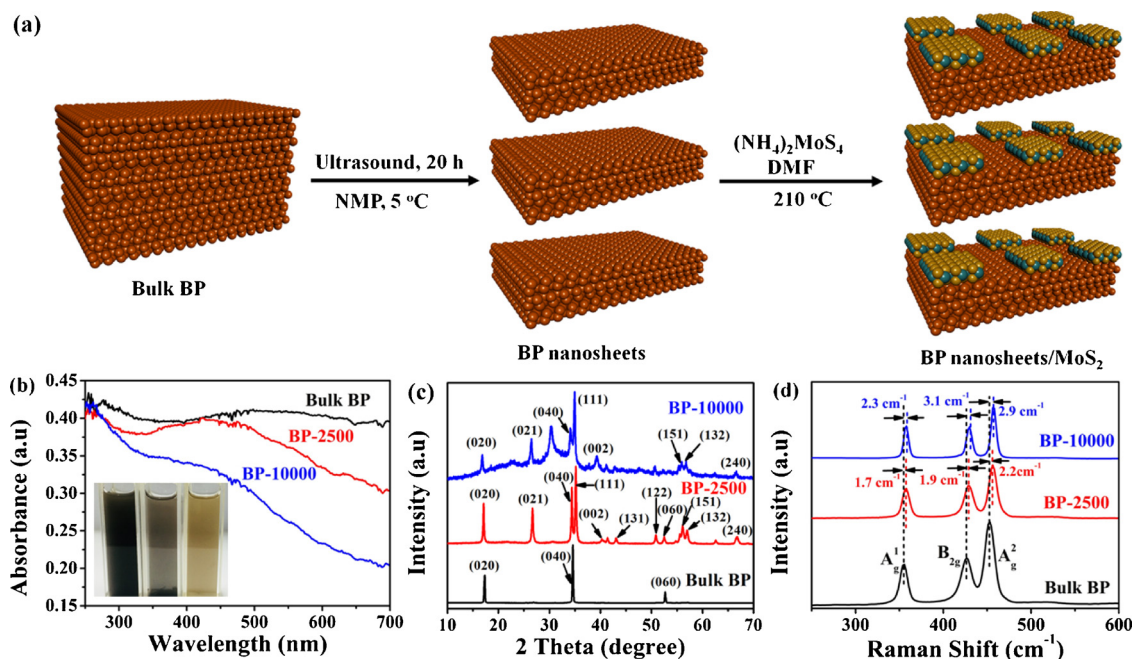 (a)
Ultrasound, 20 h
NMP, 5 °C
(NH₄)₂MoS₄
DMF
210 °C
Bulk BP
BP nanosheets
BP nanosheets/MoS₂
(b)
0.45
0.40
0.35
0.30
0.25
0.20
0.15
Absorbance (a.u)
Bulk BP
BP-2500
BP-10000
300 400 500 600 700
Wavelength (nm)
(c)
Intensity (a.u)
(020)
(021)
(040)
(111)
BP-10000
(002)
(151)
(132)
(240)
(020)
(021)
(040)
(111)
BP-2500
(002)
(131)
(122)
(060)
(151)
(132)
(240)
(020)
(040)
Bulk BP
(060)
10 20 30 40 50 60 70
2 Theta (degree)
(d)
Intensity (a.u)
2.3 cm⁻¹
3.1 cm⁻¹
2.9 cm⁻¹
BP-10000
1.7 cm⁻¹
1.9 cm⁻¹
2.2cm⁻¹
BP-2500
A¹g
B₂g
A²g
Bulk BP
300 400 500 600
Raman Shift (cm⁻¹)